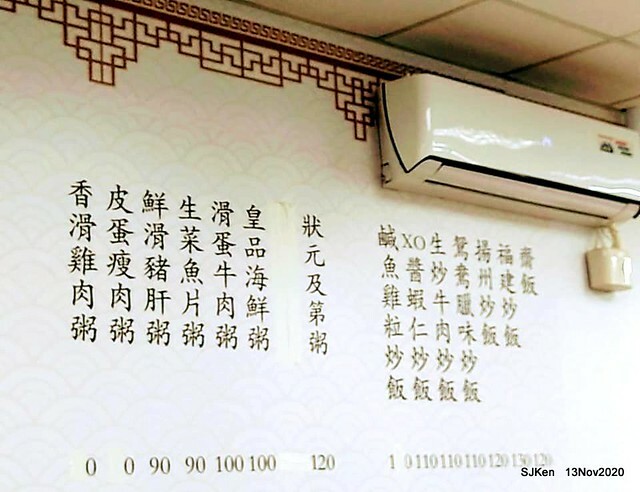 齋飯
福建炒飯
揚州炒飯
鴛鴦臘味炒飯
生炒牛肉炒飯
XO醬蝦仁炒飯
鹹魚雞粒炒飯
狀元及第粥
皇品海鮮粥
滑蛋牛肉粥
生菜魚片粥
鮮滑豬肝粥
皮蛋瘦肉粥
香滑雞肉粥
0 0 90 90 100 100 120 1 0 110 110 110 120 130 120
SJKen 13Nov2020